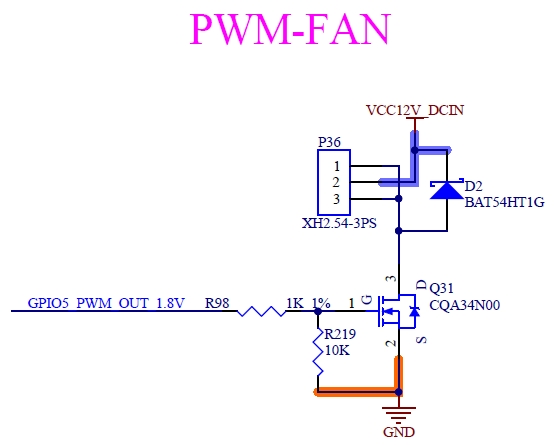 PWM-FAN
VCC12V_DCIN
P36
1
2
3
XH2.54-3PS
D2
BAT54HT1G
3
D
Q31
CQA34N00
G
GPIO5_PWM_OUT_1.8V
R98
1K 1%
1
2
S
R219
10K
GND